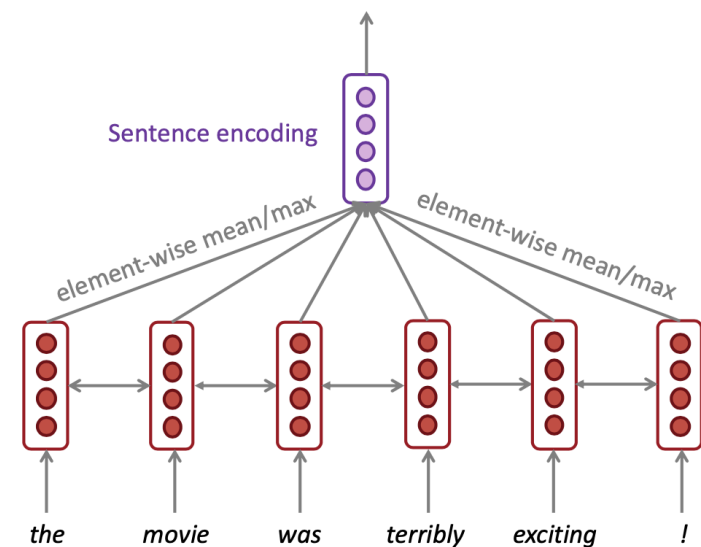 Sentence encoding
element-wise mean/max
element-wise mean/max
the movie was terribly exciting !